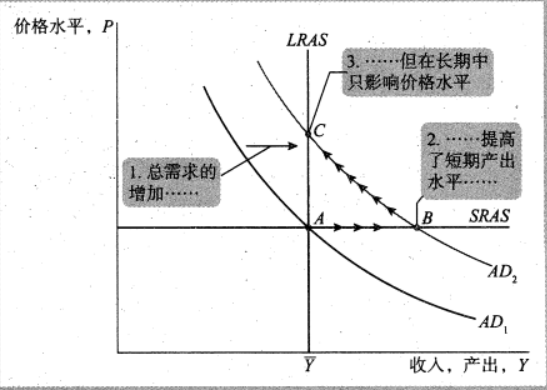 价格水平，P
LRAS
3. ……但在长期中
只影响价格水平
C
2. ……提高
了短期产出
水平……
1. 总需求的
增加……
A
B
SRAS
AD₂
AD₁
Y̅
收入，产出，Y